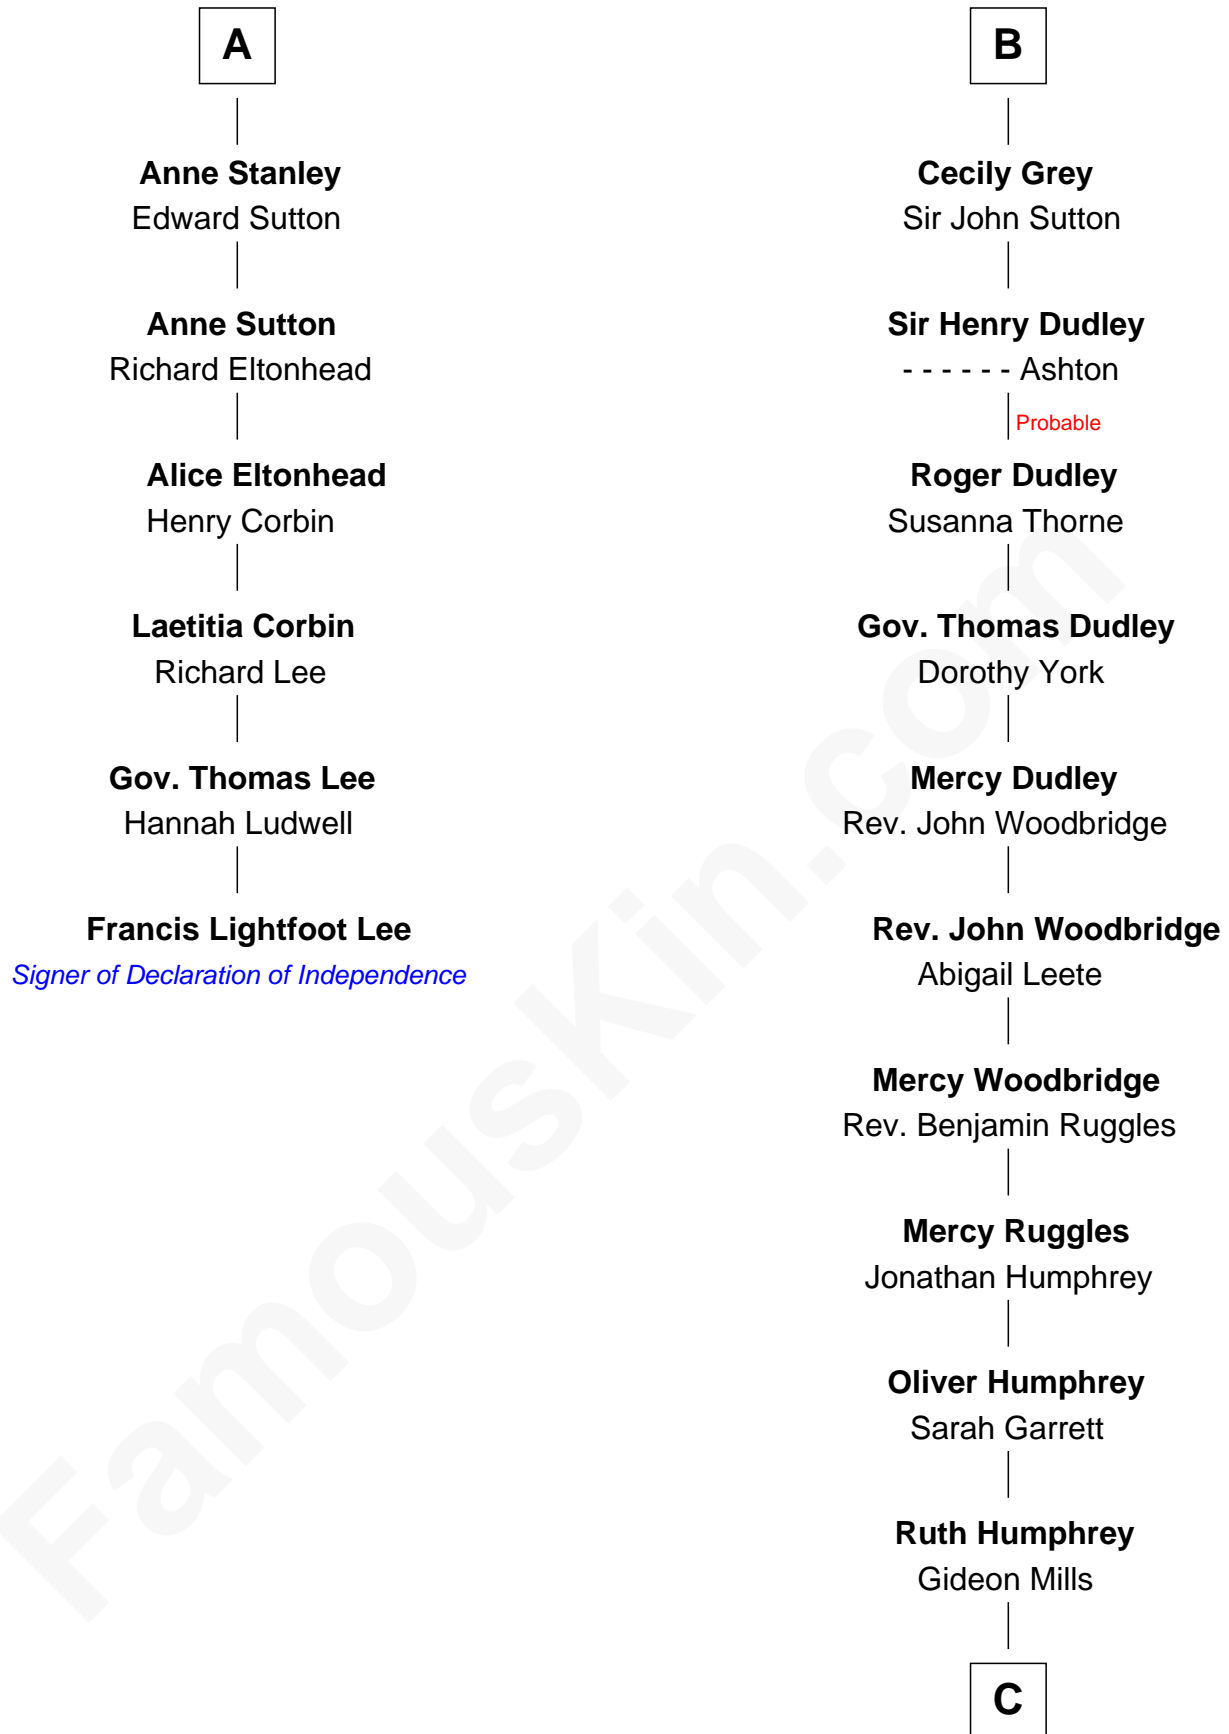 A
Anne Stanley
Edward Sutton
Anne Sutton
Richard Eltonhead
Alice Eltonhead
Henry Corbin
Laetitia Corbin
Richard Lee
Gov. Thomas Lee
Hannah Ludwell
Francis Lightfoot Lee
Signer of Declaration of Independence
B
Cecily Grey
Sir John Sutton
Sir Henry Dudley
- - - - - - Ashton
Probable
Roger Dudley
Susanna Thorne
Gov. Thomas Dudley
Dorothy York
Mercy Dudley
Rev. John Woodbridge
Rev. John Woodbridge
Abigail Leete
Mercy Woodbridge
Rev. Benjamin Ruggles
Mercy Ruggles
Jonathan Humphrey
Oliver Humphrey
Sarah Garrett
Ruth Humphrey
Gideon Mills
C
FamousKin.com